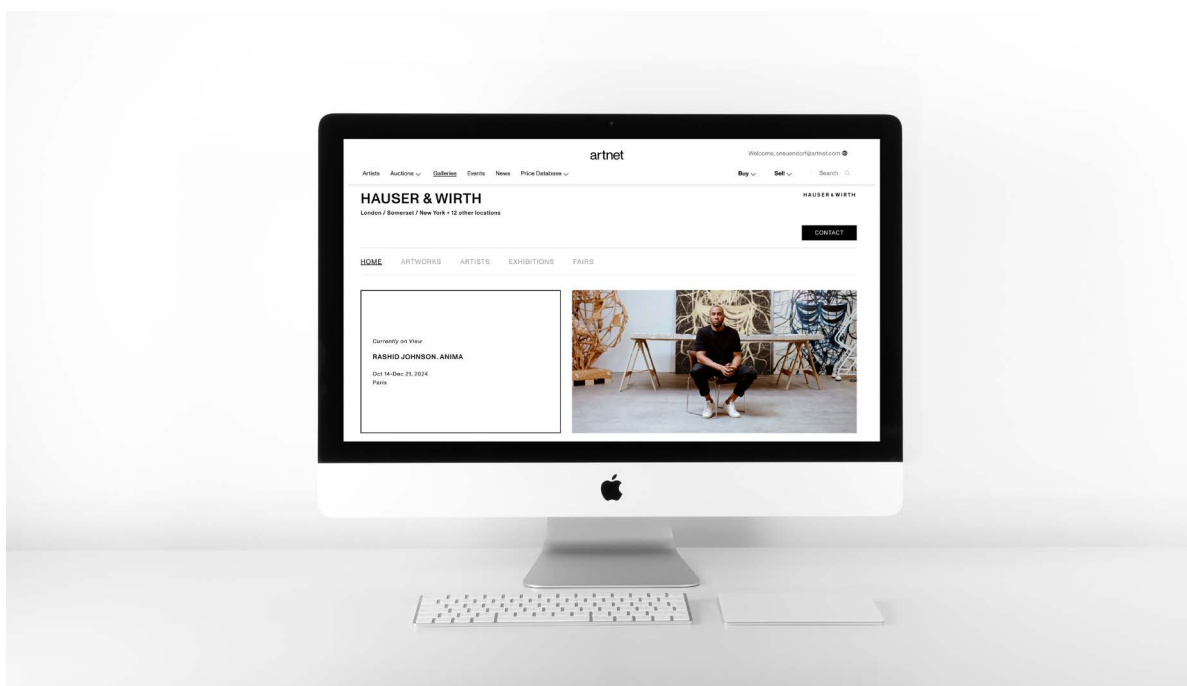 artnet
Welcome, sneuendorf@artnet.com
Artists Auctions Galleries Events News Price Database Buy Sell Search
HAUSER & WIRTH
HAUSER & WIRTH
London / Somerset / New York + 12 other locations
CONTACT
HOME ARTWORKS ARTISTS EXHIBITIONS FAIRS
Currently on View
RASHID JOHNSON. ANIMA
Oct 14-Dec 21, 2024
Paris